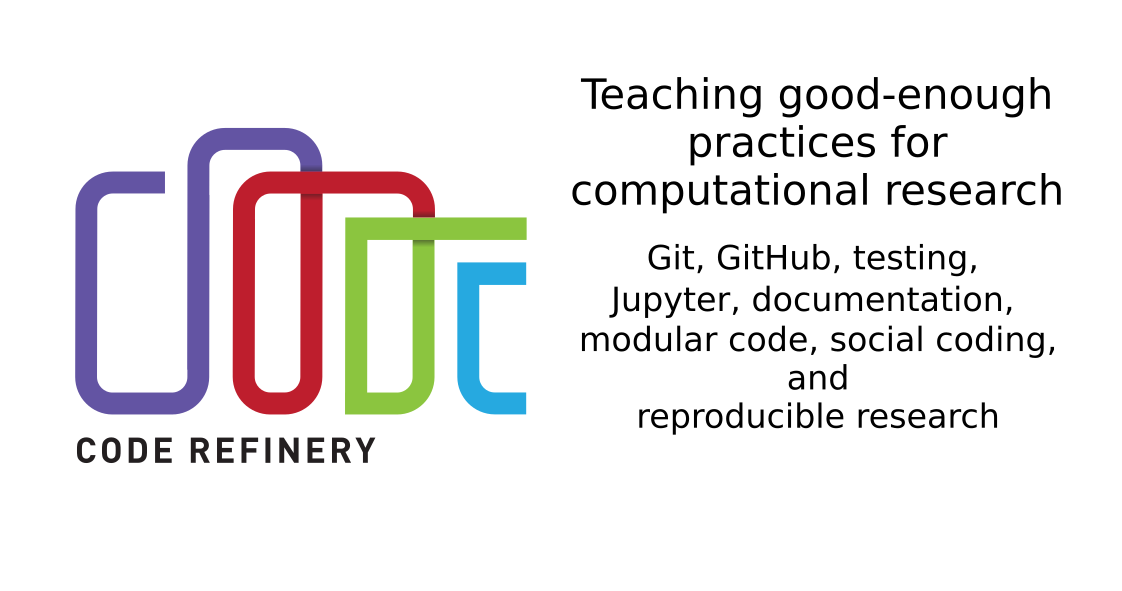 Teaching good-enough
practices for
computational research
Git, GitHub, testing,
Jupyter, documentation,
modular code, social coding,
and
reproducible research
CODE REFINERY